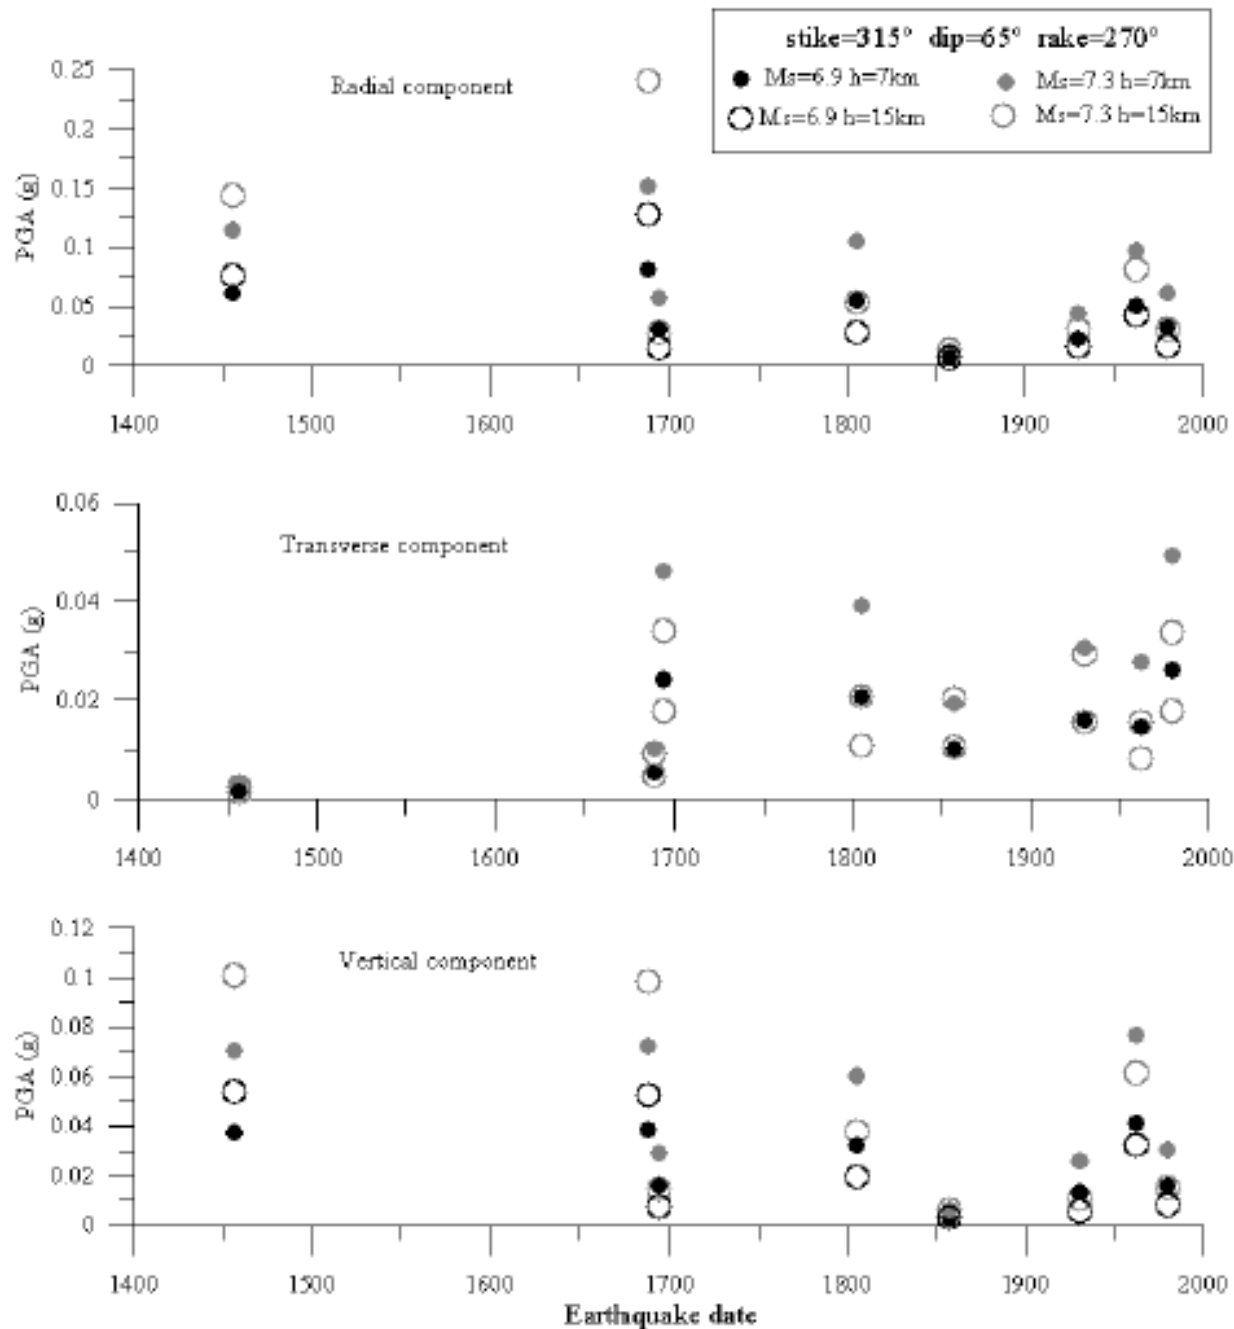 stike=315° dip=65° rake=270°
Ms=6.9 h=7km Ms=7.3 h=7km
Ms=6.9 h=15km Ms=7.3 h=15km
Radial component
PGA (g)
0.25
0.2
0.15
0.1
0.05
0
1400 1500 1600 1700 1800 1900 2000
Transverse component
PGA (g)
0.06
0.04
0.02
0
1400 1500 1600 1700 1800 1900 2000
Vertical component
PGA (g)
0.12
0.1
0.08
0.06
0.04
0.02
0
1400 1500 1600 1700 1800 1900 2000
Earthquake date